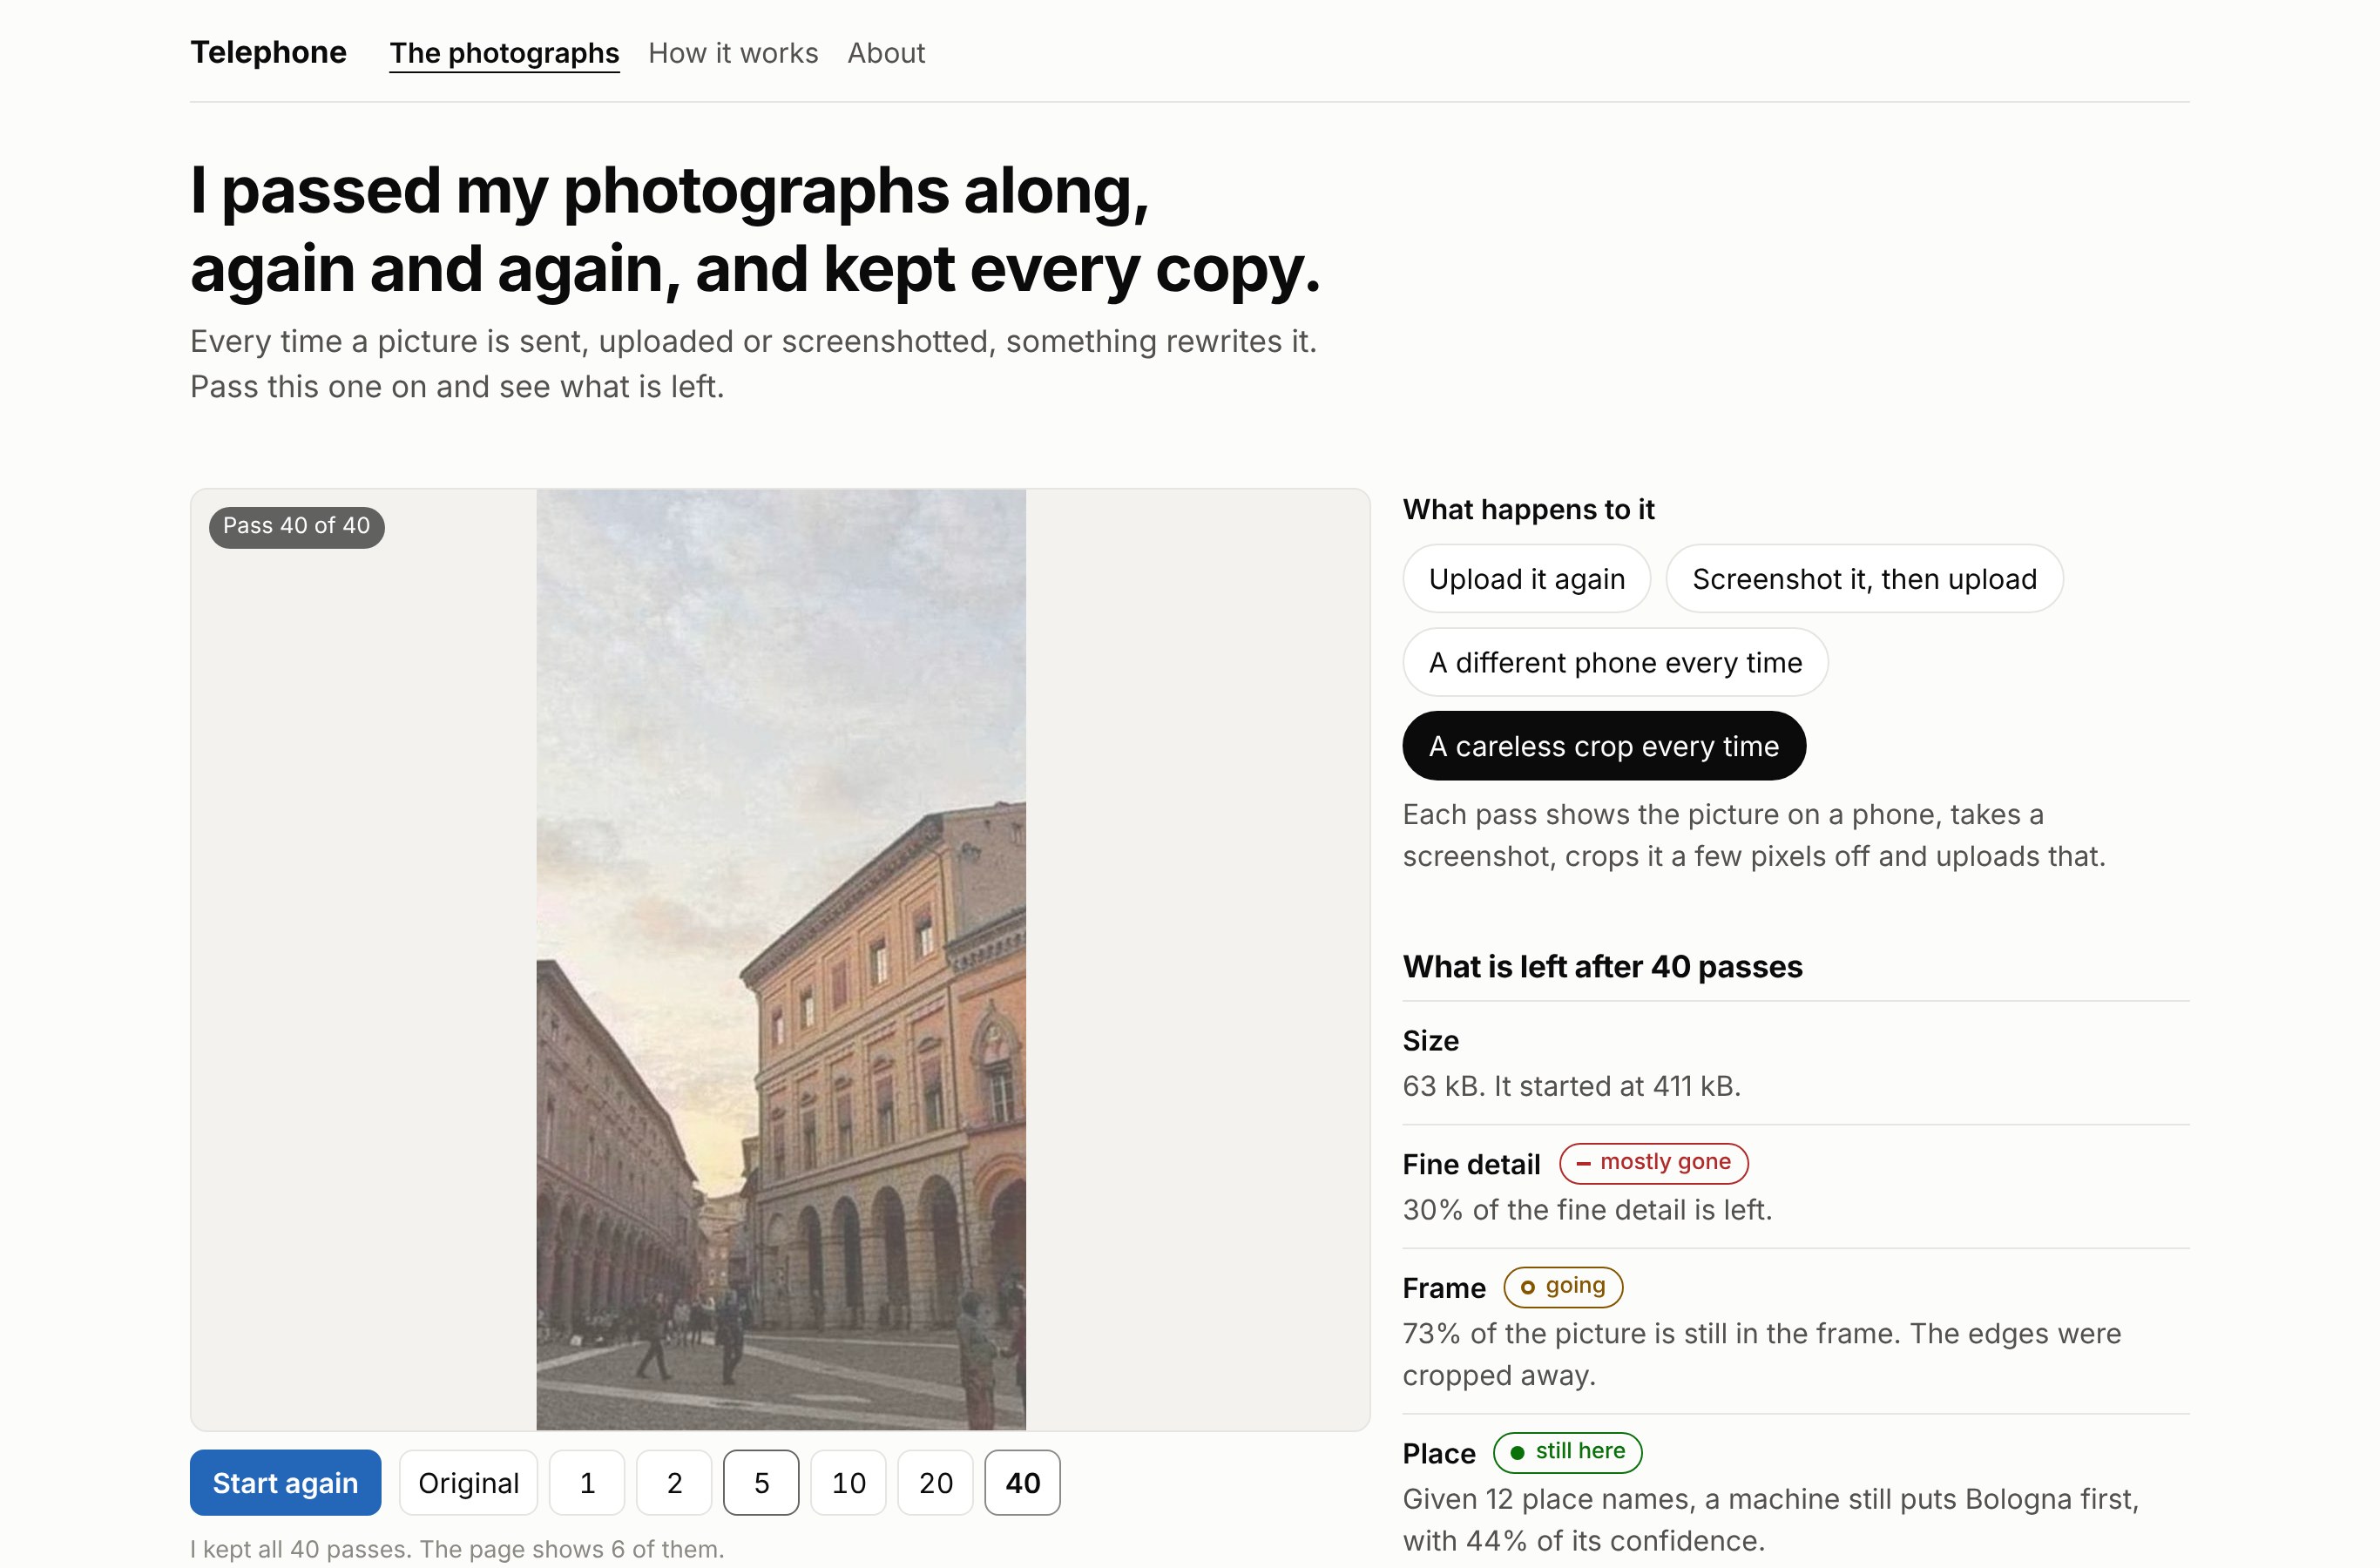 Telephone
The photographs
How it works
About
I passed my photographs along,
again and again, and kept every copy.
Every time a picture is sent, uploaded or screenshotted, something rewrites it.
Pass this one on and see what is left.
Pass 40 of 40
What happens to it
Upload it again
Screenshot it, then upload
A different phone every time
A careless crop every time
Each pass shows the picture on a phone, takes a
screenshot, crops it a few pixels off and uploads that.
What is left after 40 passes
Size
63 kB. It started at 411 kB.
Fine detail
mostly gone
30% of the fine detail is left.
Frame
going
73% of the picture is still in the frame. The edges were
cropped away.
Place
still here
Given 12 place names, a machine still puts Bologna first,
with 44% of its confidence.
Start again
Original
1
2
5
10
20
40
I kept all 40 passes. The page shows 6 of them.